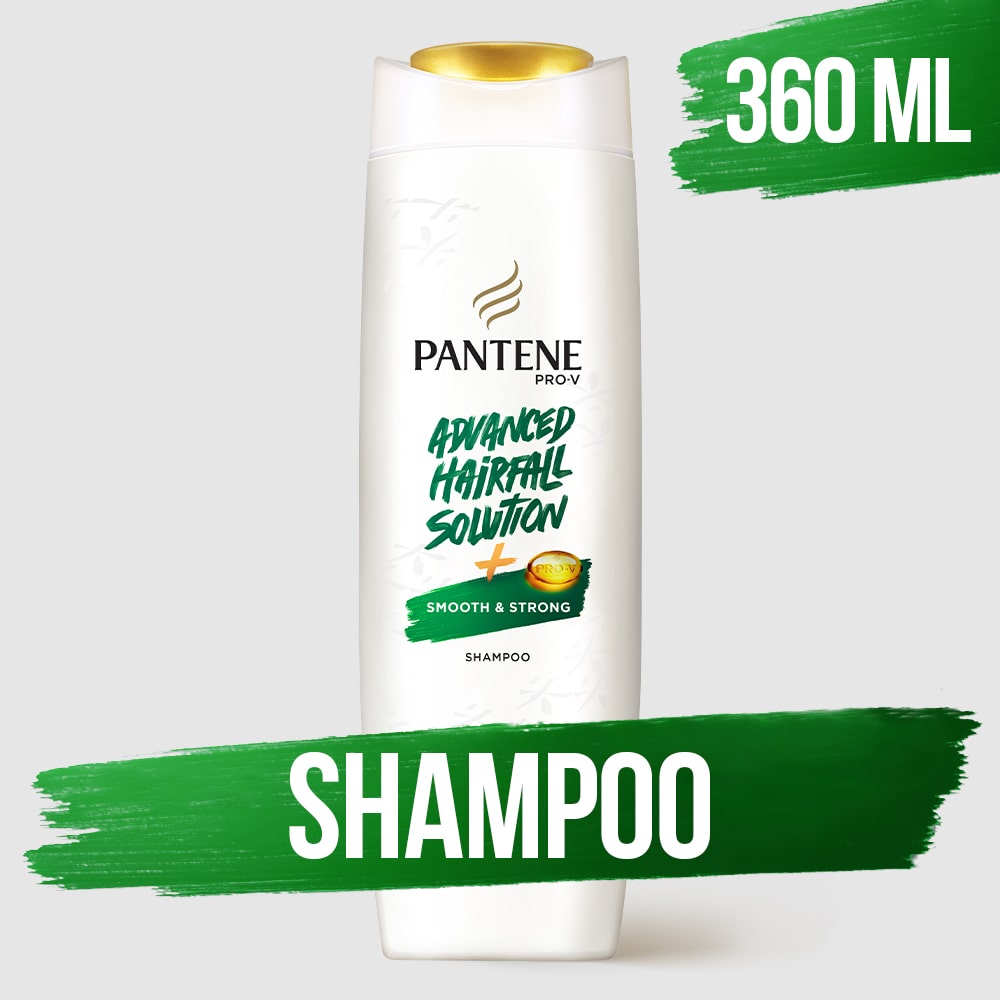 360 ML
PANTENE
PRO-V
ADVANCED
HAIRFALL
SOLUTION
+
PRO-V
SMOOTH & STRONG
SHAMPOO
SHAMPOO